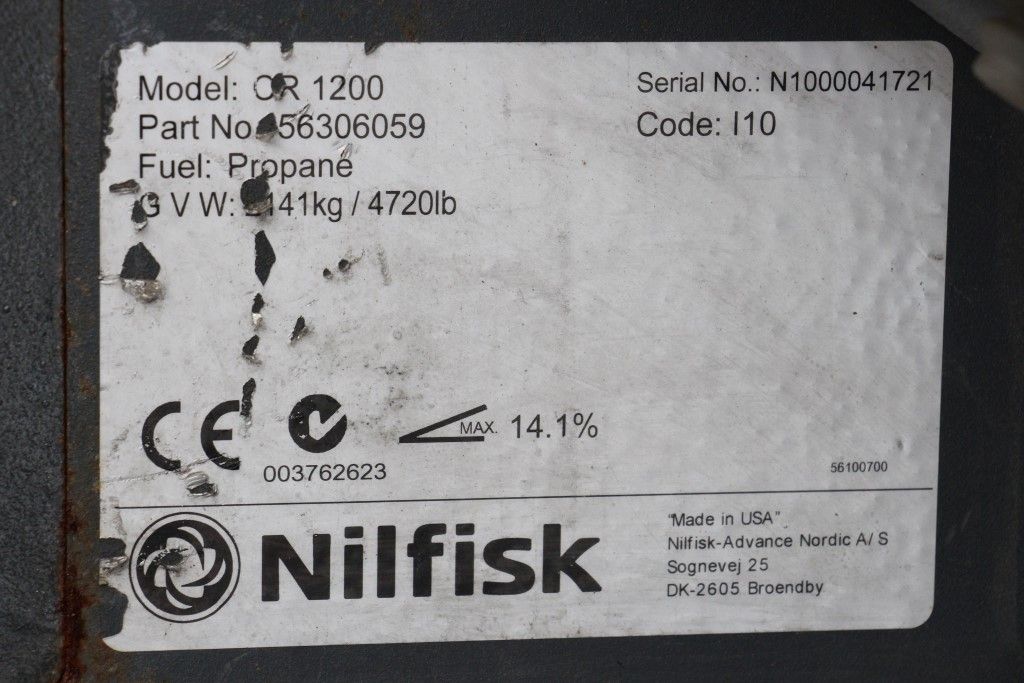 Model: CR 1200
Part No. 56306059
Fuel: Propane
G V W: 2141kg / 4720lb
Serial No.: N1000041721
Code: I10
CE
MAX. 14.1%
003762623
56100700
Nilfisk
"Made in USA"
Nilfisk-Advance Nordic A/S
Sognevej 25
DK-2605 Broendby